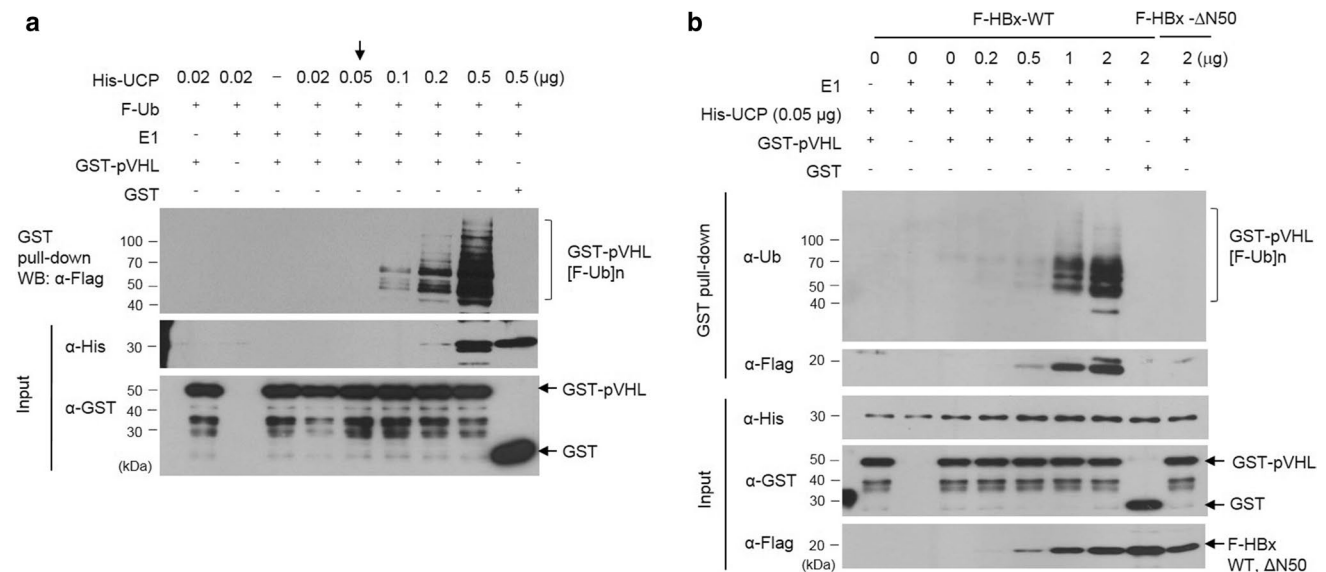 a
His-UCP 0.02 0.02 – 0.02 0.05 0.1 0.2 0.5 0.5 (µg)
F-Ub + + + + + + + + +
E1 - + + + + + + + +
GST-pVHL + - + + + + + + -
GST - - - - - - - - +
GST
pull-down
WB: α-Flag
100
70
50
40
GST-pVHL
[F-Ub]n
Input
α-His
30
α-GST
50
40
30
(kDa)
GST-pVHL
GST
b
F-HBx-WT
F-HBx -ΔN50
0 0 0 0.2 0.5 1 2 2 2 (µg)
E1 - + + + + + + + +
His-UCP (0.05 µg) + + + + + + + + +
GST-pVHL + - + + + + + - +
GST - - - - - - - + -
GST pull-down
α-Ub
100
70
50
40
GST-pVHL
[F-Ub]n
α-Flag
20
Input
α-His
30
α-GST
50
40
30
GST-pVHL
GST
α-Flag
20
(kDa)
F-HBx
WT, ΔN50